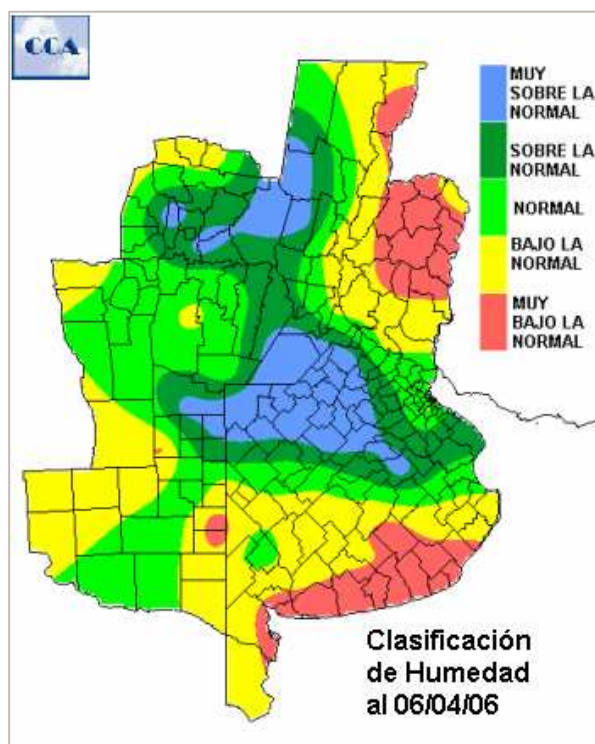 CCA
MUY
SOBRE LA
NORMAL
SOBRE LA
NORMAL
NORMAL
BAJO LA
NORMAL
MUY
BAJO LA
NORMAL
Clasificación
de Humedad
al 06/04/06